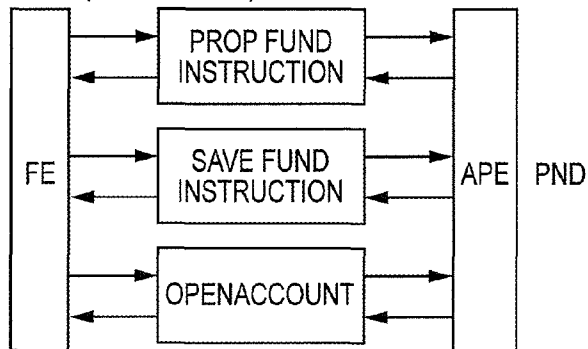 PROP FUND
INSTRUCTION
FE
SAVE FUND
INSTRUCTION
APE
PND
OPENACCOUNT